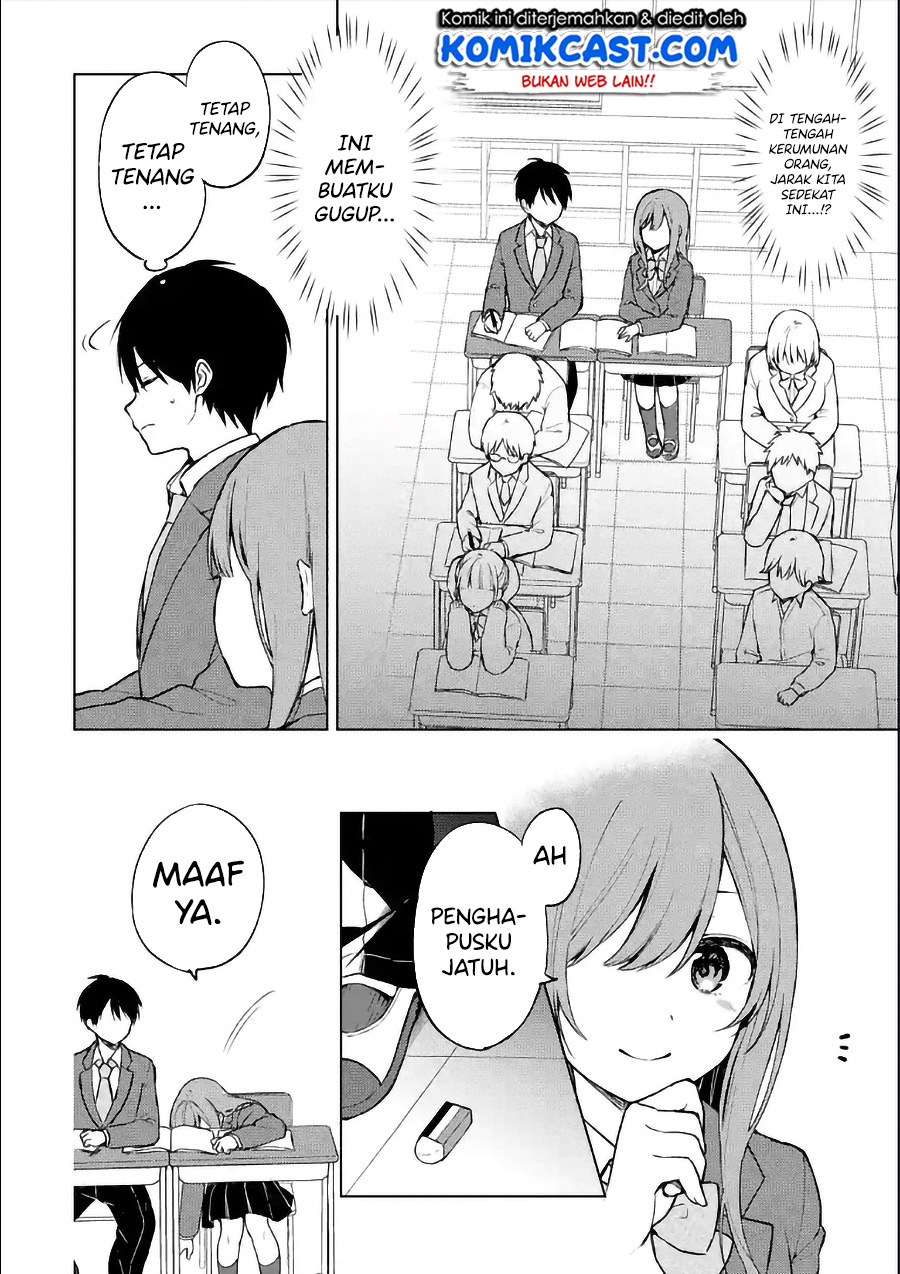 Komik ini diterjemahkan & diedit oleh
KOMIKCAST.COM
BUKAN WEB LAIN!!
DI TENGAH-
TENGAH
KERUMUNAN
ORANG,
JARAK KITA
SEDEKAT
INI...!?
INI
MEM-
BUATKU
GUGUP...
TETAP
TENANG,
TETAP
TENANG
...
AH
PENGHA-
PUSKU
JATUH.
MAAF
YA.